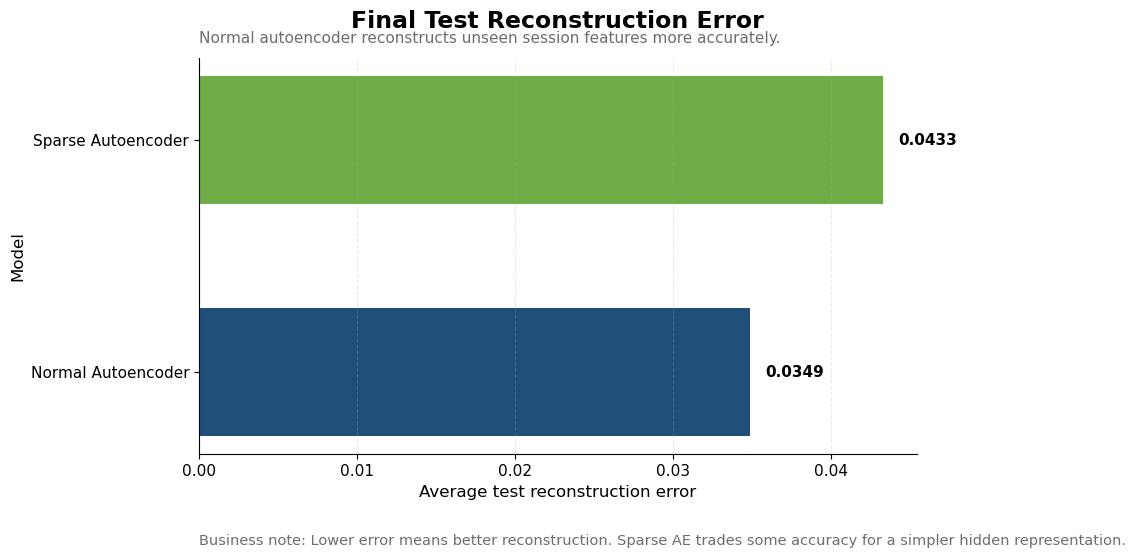 Final Test Reconstruction Error
Normal autoencoder reconstructs unseen session features more accurately.
Model
Sparse Autoencoder
0.0433
Normal Autoencoder
0.0349
0.00 0.01 0.02 0.03 0.04
Average test reconstruction error
Business note: Lower error means better reconstruction. Sparse AE trades some accuracy for a simpler hidden representation.